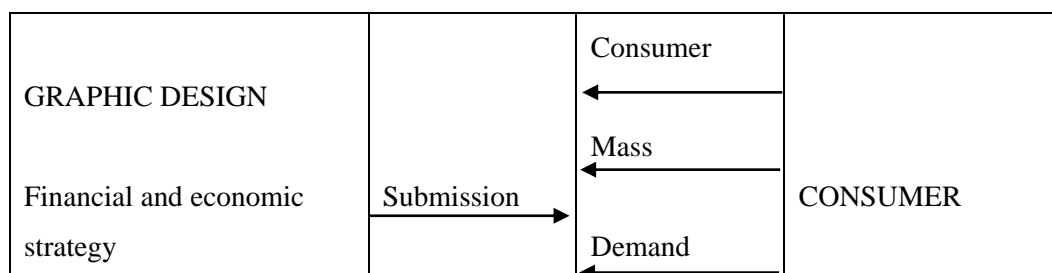 GRAPHIC DESIGN
Financial and economic
strategy
Submission
Consumer
Mass
Demand
CONSUMER